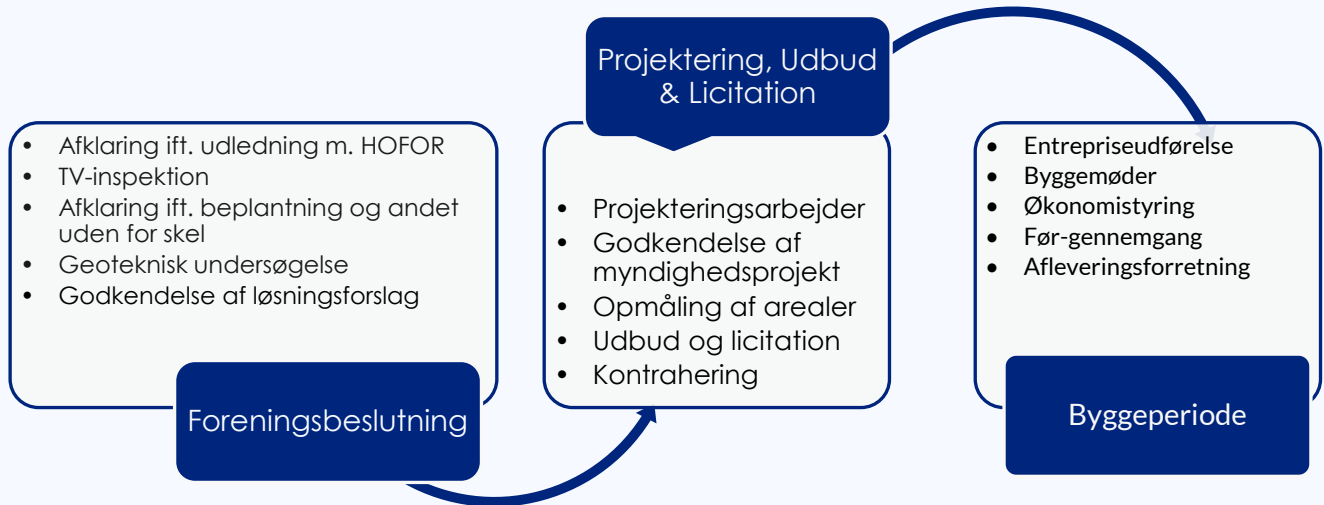 • Afklaring ift. udledning m. HOFOR
• TV-inspektion
• Afklaring ift. beplantning og andet
uden for skel
• Geoteknisk undersøgelse
• Godkendelse af løsningsforslag
Foreningsbeslutning
Projektering, Udbud
& Licitation
• Projekteringsarbejder
• Godkendelse af
myndighedsprojekt
• Opmåling af arealer
• Udbud og licitation
• Kontrahering
• Entrepriseudførelse
• Byggemøder
• Økonomistyring
• Før-gennemgang
• Afleveringsforretning
Byggeperiode